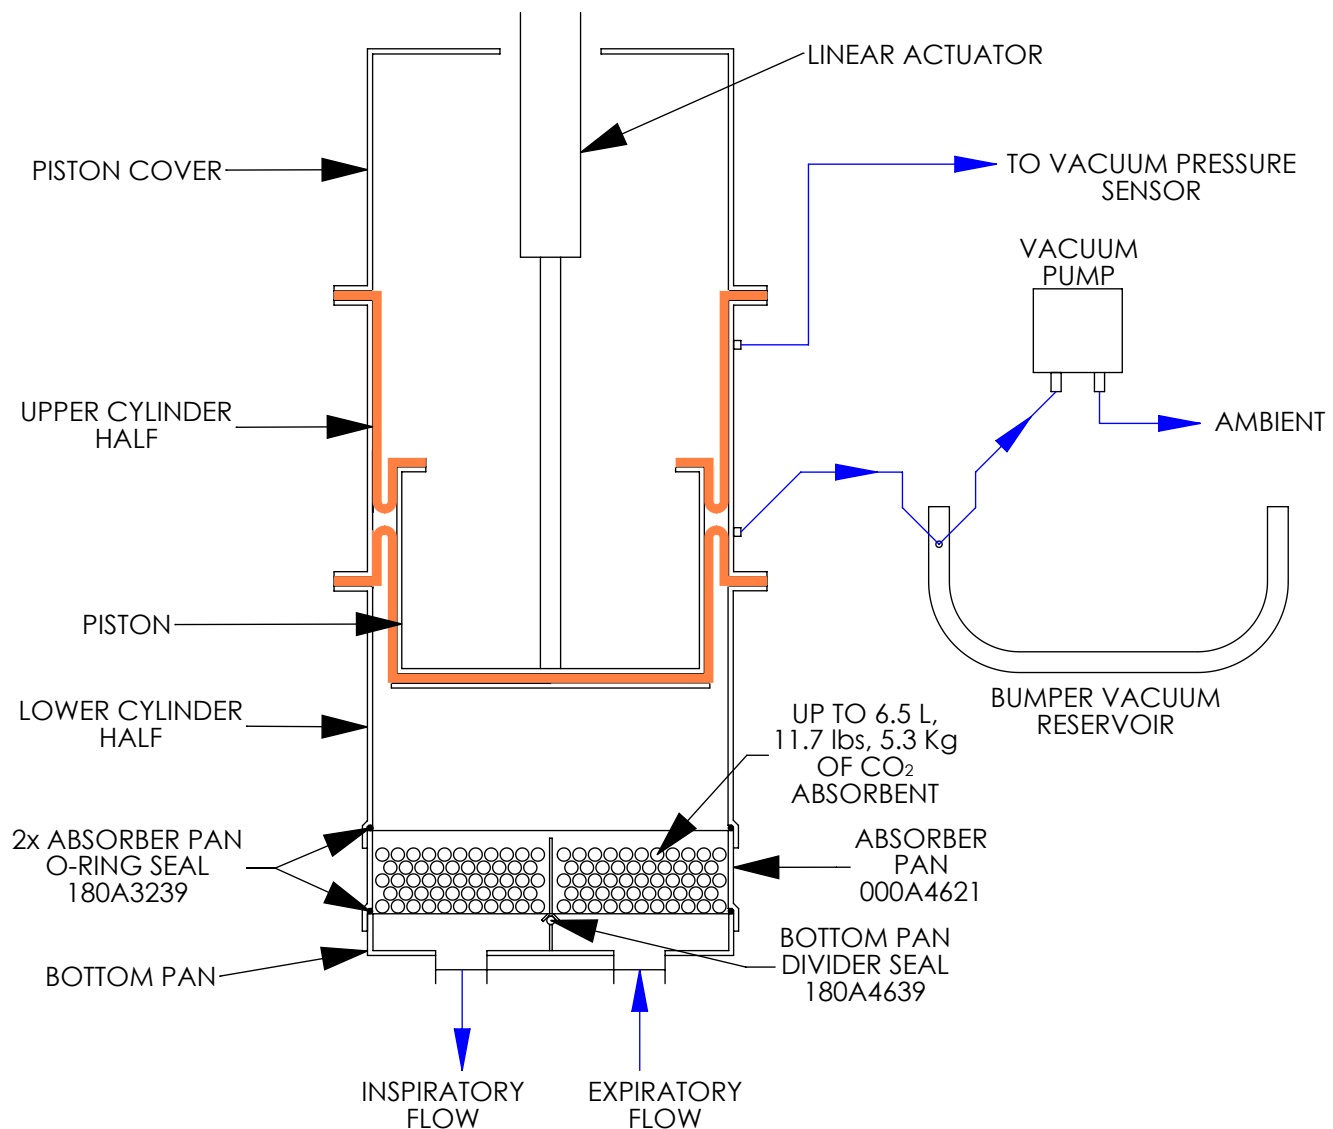 LINEAR ACTUATOR
PISTON COVER
TO VACUUM PRESSURE
SENSOR
VACUUM
PUMP
UPPER CYLINDER
HALF
AMBIENT
PISTON
BUMPER VACUUM
RESERVOIR
LOWER CYLINDER
HALF
UP TO 6.5 L,
11.7 lbs, 5.3 Kg
OF CO2
ABSORBENT
2x ABSORBER PAN
O-RING SEAL
180A3239
ABSORBER
PAN
000A4621
BOTTOM PAN
DIVIDER SEAL
180A4639
BOTTOM PAN
INSPIRATORY
FLOW
EXPIRATORY
FLOW